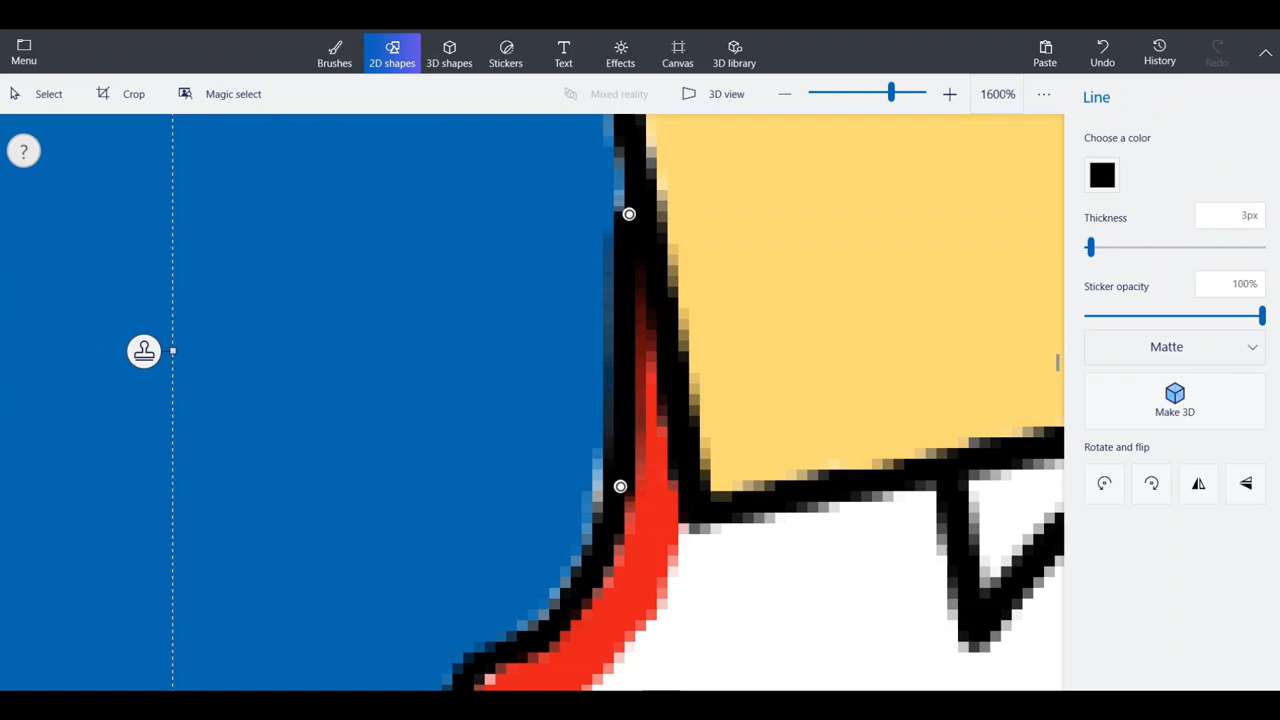 Menu
Brushes
2D shapes
3D shapes
Stickers
Text
Effects
Canvas
3D library
Paste
Undo
History
Redo
Select
Crop
Magic select
Mixed reality
3D view
1600%
Line
?
Choose a color
Thickness
3px
Sticker opacity
100%
Matte
Make 3D
Rotate and flip